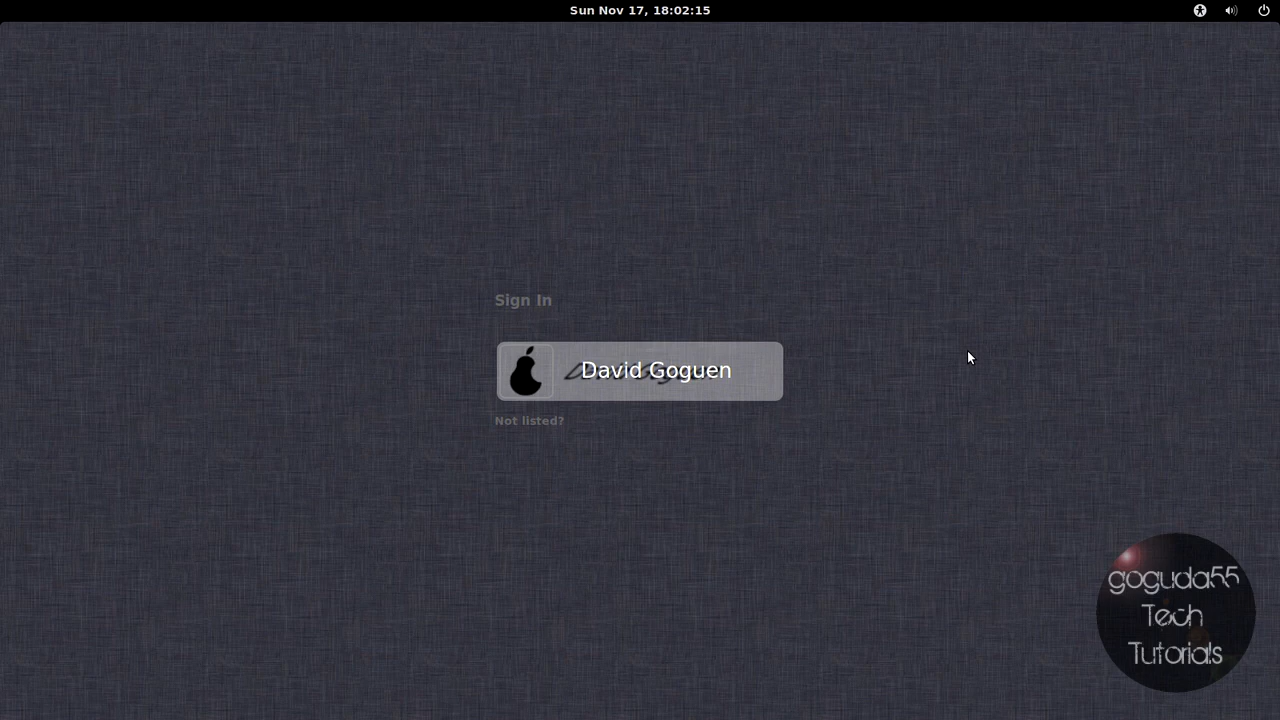 Sun Nov 17, 18:02:15
Sign In
David Goguen
Not listed?
goguda55
Tech
Tutorials